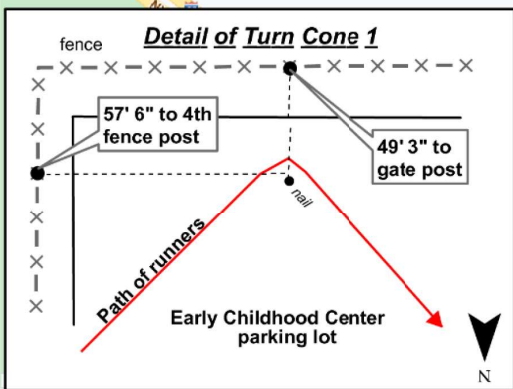 Detail of Turn Cone 1
fence
57' 6" to 4th
fence post
49' 3" to
gate post
nail
Path of runners
Early Childhood Center
parking lot
N